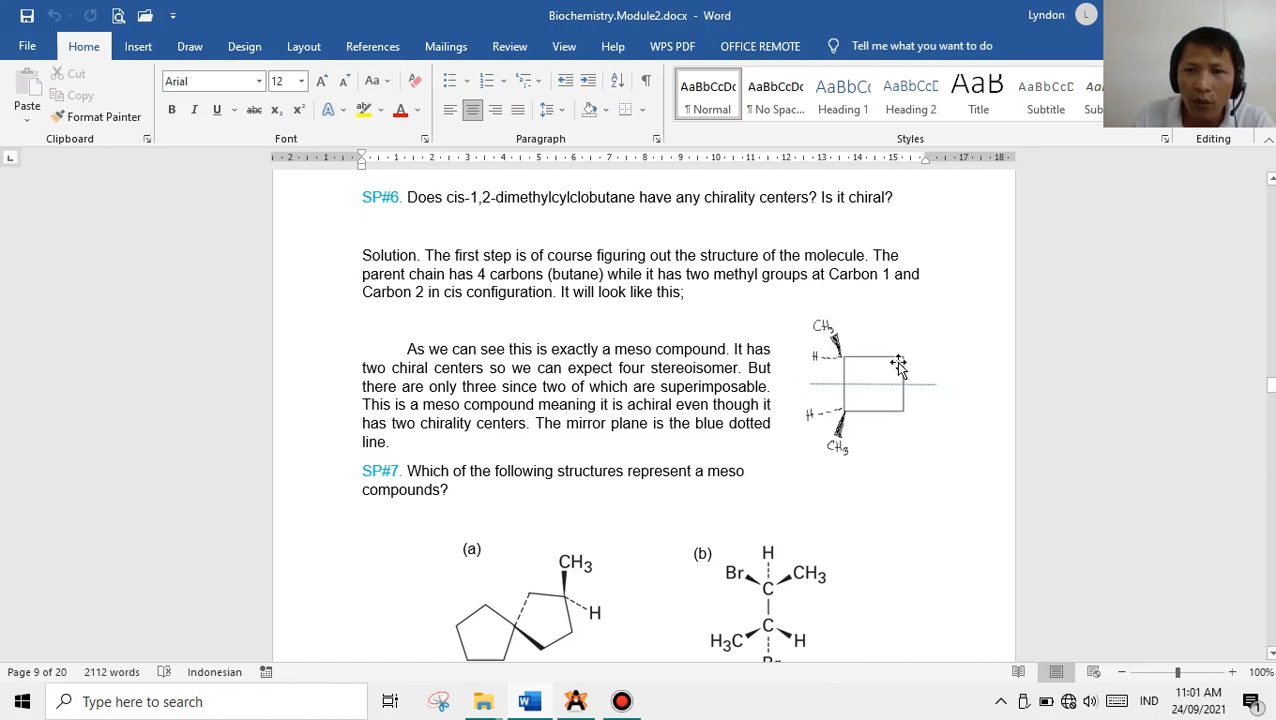 Biochemistry.Module2.docx - Word
Lyndon
L
File Home Insert Draw Design Layout References Mailings Review View Help WPS PDF OFFICE REMOTE Tell me what you want to do
Paste
Cut
Copy
Format Painter
Clipboard
Arial 12
Font
Paragraph
AaBbCcDc AaBbCcDc AaBbCcD AaBbCcD AaB AaBbCcD
¶ Normal ¶ No Spac... Heading 1 Heading 2 Title Subtitle
Styles
Editing
SP#6. Does cis-1,2-dimethylcylclobutane have any chirality centers? Is it chiral?
Solution. The first step is of course figuring out the structure of the molecule. The
parent chain has 4 carbons (butane) while it has two methyl groups at Carbon 1 and
Carbon 2 in cis configuration. It will look like this;
CH3
H
H
CH3
As we can see this is exactly a meso compound. It has
two chiral centers so we can expect four stereoisomer. But
there are only three since two of which are superimposable.
This is a meso compound meaning it is achiral even though it
has two chirality centers. The mirror plane is the blue dotted
line.
SP#7. Which of the following structures represent a meso
compounds?
(a)
CH3
H
(b)
H
Br CH3
C
C
H3C H
Br
Page 9 of 20 2112 words Indonesian 100%
Type here to search
IND
11:01 AM
24/09/2021